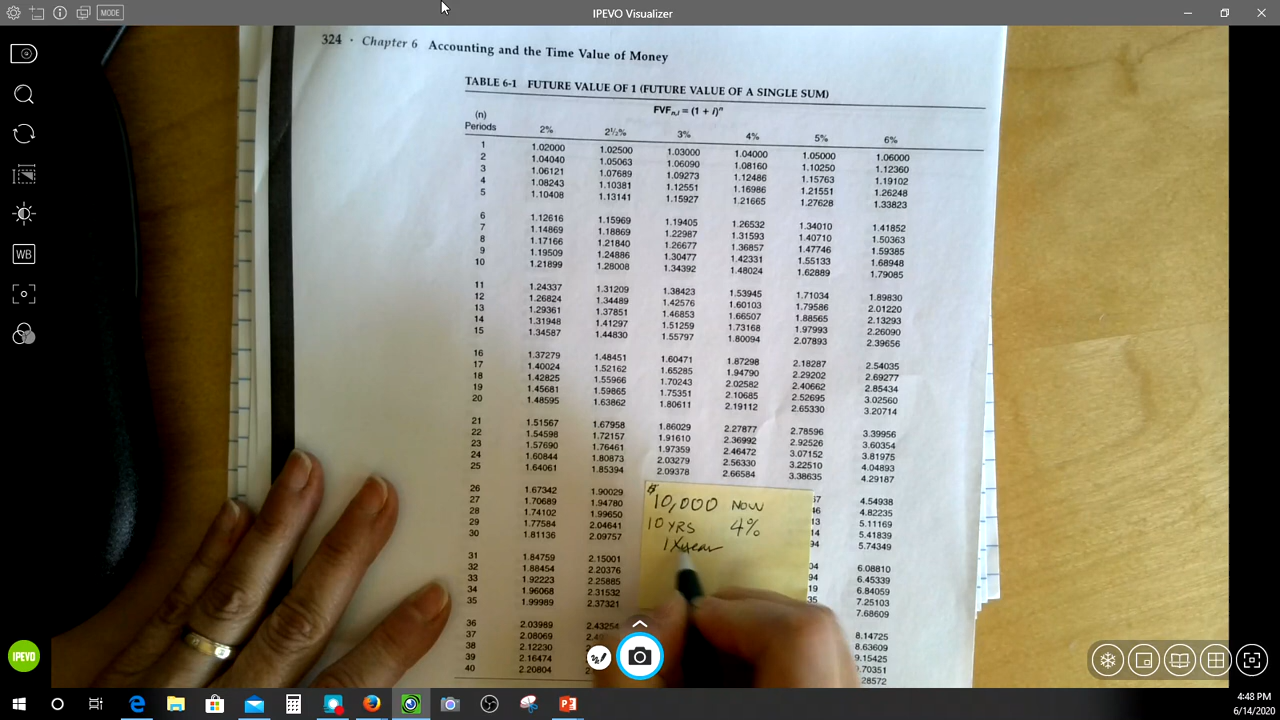 MODE
IPEVO Visualizer
324 · Chapter 6 Accounting and the Time Value of Money
TABLE 6-1 FUTURE VALUE OF 1 (FUTURE VALUE OF A SINGLE SUM)
FVFn,i = (1 + i)ⁿ
(n)
Periods 2% 2½% 3% 4% 5% 6%
1 1.02000 1.02500 1.03000 1.04000 1.05000 1.06000
2 1.04040 1.05063 1.06090 1.08160 1.10250 1.12360
3 1.06121 1.07689 1.09273 1.12486 1.15763 1.19102
4 1.08243 1.10381 1.12551 1.16986 1.21551 1.26248
5 1.10408 1.13141 1.15927 1.21665 1.27628 1.33823
6 1.12616 1.15969 1.19405 1.26532 1.34010 1.41852
7 1.14869 1.18869 1.22987 1.31593 1.40710 1.50363
8 1.17166 1.21840 1.26677 1.36857 1.47746 1.59385
9 1.19509 1.24886 1.30477 1.42331 1.55133 1.68948
10 1.21899 1.28008 1.34392 1.48024 1.62889 1.79085
11 1.24337 1.31209 1.38423 1.53945 1.71034 1.89830
12 1.26824 1.34489 1.42576 1.60103 1.79586 2.01220
13 1.29361 1.37851 1.46853 1.66507 1.88565 2.13293
14 1.31948 1.41297 1.51259 1.73168 1.97993 2.26090
15 1.34587 1.44830 1.55797 1.80094 2.07893 2.39656
16 1.37279 1.48451 1.60471 1.87298 2.18287 2.54035
17 1.40024 1.52162 1.65285 1.94790 2.29202 2.69277
18 1.42825 1.55966 1.70243 2.02582 2.40662 2.85434
19 1.45681 1.59865 1.75351 2.10685 2.52695 3.02560
20 1.48595 1.63862 1.80611 2.19112 2.65330 3.20714
21 1.51567 1.67958 1.86029 2.27877 2.78596 3.39956
22 1.54598 1.72157 1.91610 2.36992 2.92526 3.60354
23 1.57690 1.76461 1.97359 2.46472 3.07152 3.81975
24 1.60844 1.80873 2.03279 2.56330 3.22510 4.04893
25 1.64061 1.85394 2.09378 2.66584 3.38635 4.29187
26 1.67342 1.90029 67 4.54938
27 1.70689 1.94780 46 4.82235
28 1.74102 1.99650 13 5.11169
29 1.77584 2.04641 14 5.41839
30 1.81136 2.09757 94 5.74349
31 1.84759 2.15001 04 6.08810
32 1.88454 2.20376 94 6.45339
33 1.92223 2.25885 19 6.84059
34 1.96068 2.31532 35 7.25103
35 1.99989 2.37321 7.68609
36 2.03989 2.43254 8.14725
37 2.08069 8.63609
38 2.12230 9.15425
39 2.16474 .70351
40 2.20804 .28572
$10,000 NOW
10 YRS 4%
1 X year
WB
IPEVO
4:48 PM
6/14/2020